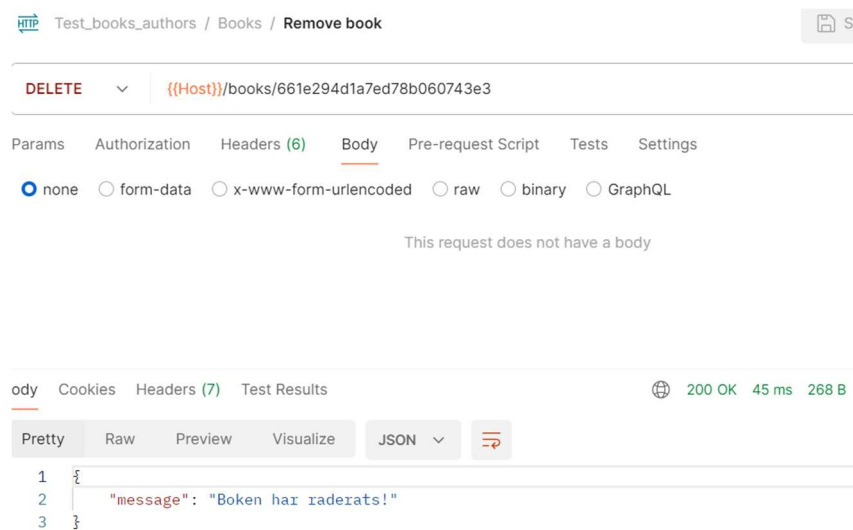 HTTP Test_books_authors / Books / Remove book
DELETE {{Host}}/books/661e294d1a7ed78b060743e3
Params Authorization Headers (6) Body Pre-request Script Tests Settings
none form-data x-www-form-urlencoded raw binary GraphQL
This request does not have a body
ody Cookies Headers (7) Test Results 200 OK 45 ms 268 B
Pretty Raw Preview Visualize JSON
1 {
2 "message": "Boken har raderats!"
3 }